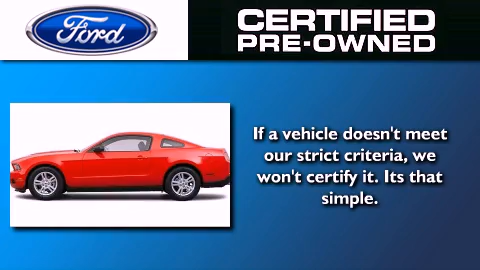 Ford
CERTIFIED
PRE-OWNED
If a vehicle doesn't meet
our strict criteria, we
won't certify it. Its that
simple.